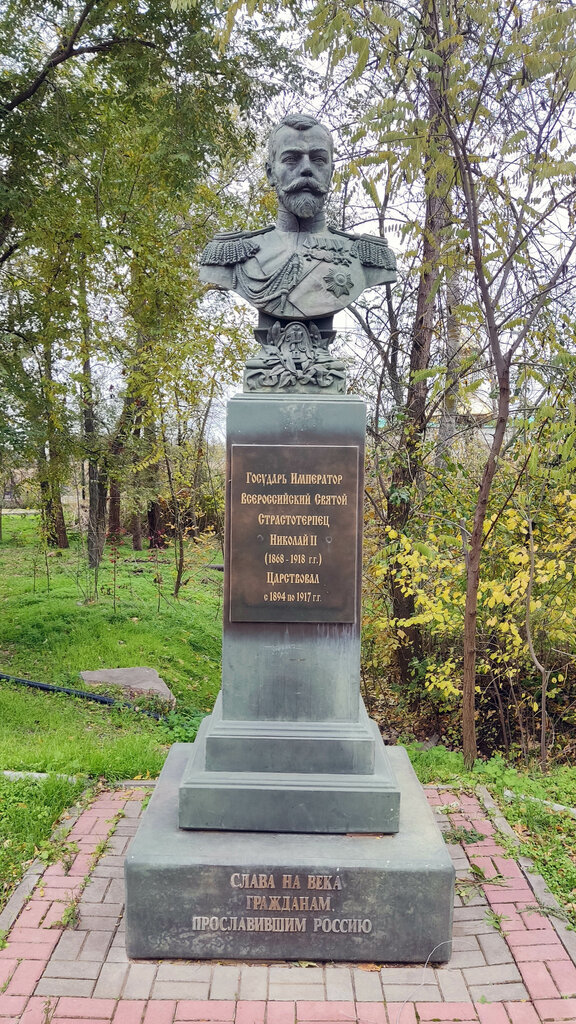 Государь Император
Всероссийский Святой
Страстотерпец
Николай II
(1868 - 1918 г.г.)
Царствовал
с 1894 по 1917 г.г.
СЛАВА НА ВЕКА
ГРАЖДАНАМ,
ПРОСЛАВИВШИМ РОССИЮ